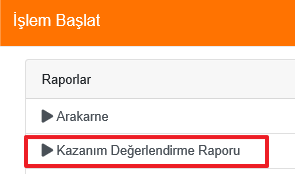 İşlem Başlat
Raporlar
Arakarne
Kazanım Değerlendirme Raporu